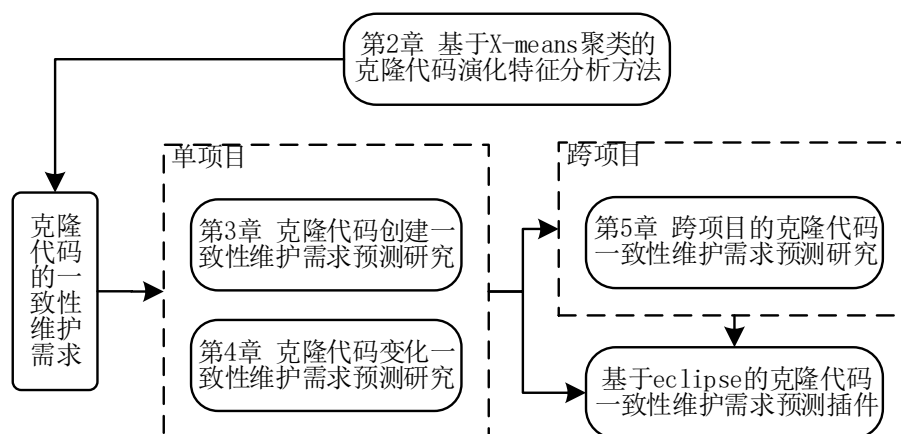 第2章 基于X-means聚类的
克隆代码演化特征分析方法
克隆
代码
的一
致性
维护
需求
单项目
第3章 克隆代码创建一
致性维护需求预测研究
第4章 克隆代码变化一
致性维护需求预测研究
跨项目
第5章 跨项目的克隆代码
一致性维护需求预测研究
基于eclipse的克隆代码
一致性维护需求预测插件